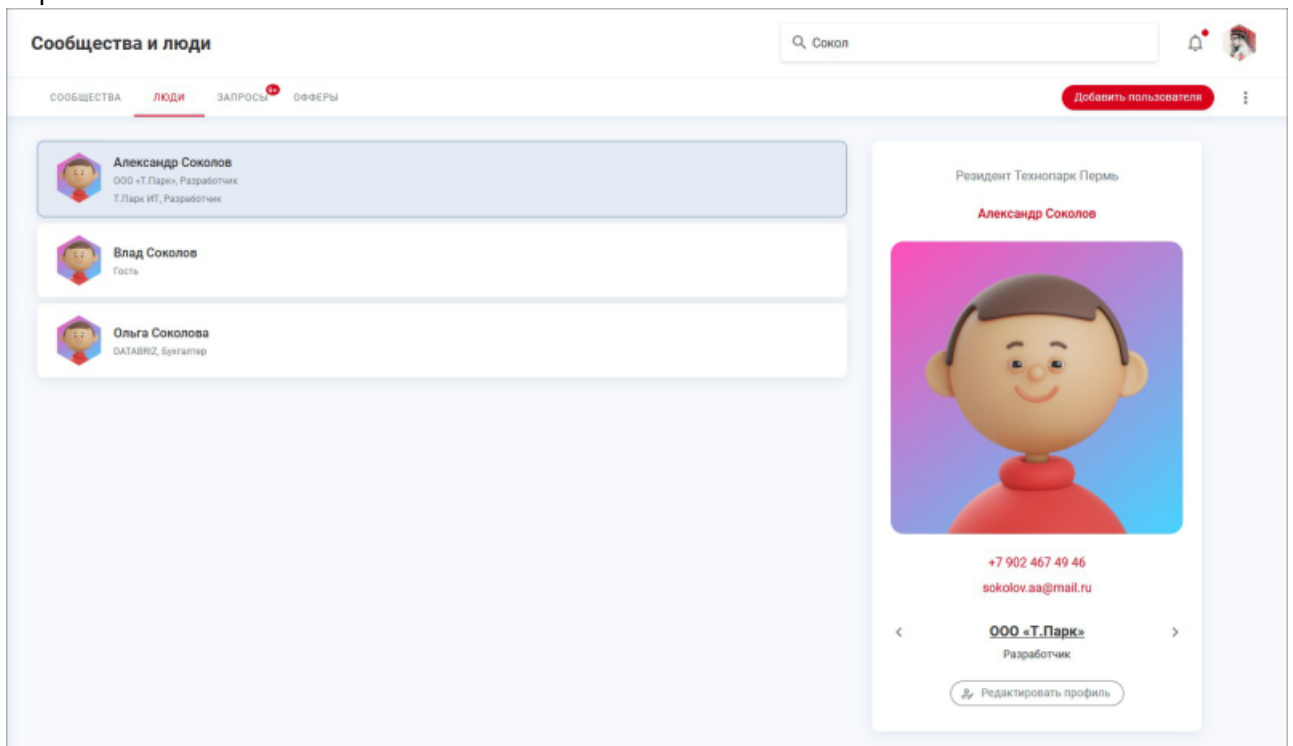 Сообщества и люди
Сокол
СООБЩЕСТВА ЛЮДИ ЗАПРОСЫ 9+ ОФФЕРЫ
Добавить пользователя
Александр Соколов
ООО «Т.Парк», Разработчик
Т.Парк ИТ, Разработчик
Влад Соколов
Гость
Ольга Соколова
DATABRIZ, Бухгалтер
Резидент Технопарк Пермь
Александр Соколов
+7 902 467 49 46
sokolov.aa@mail.ru
ООО «Т.Парк»
Разработчик
Редактировать профиль